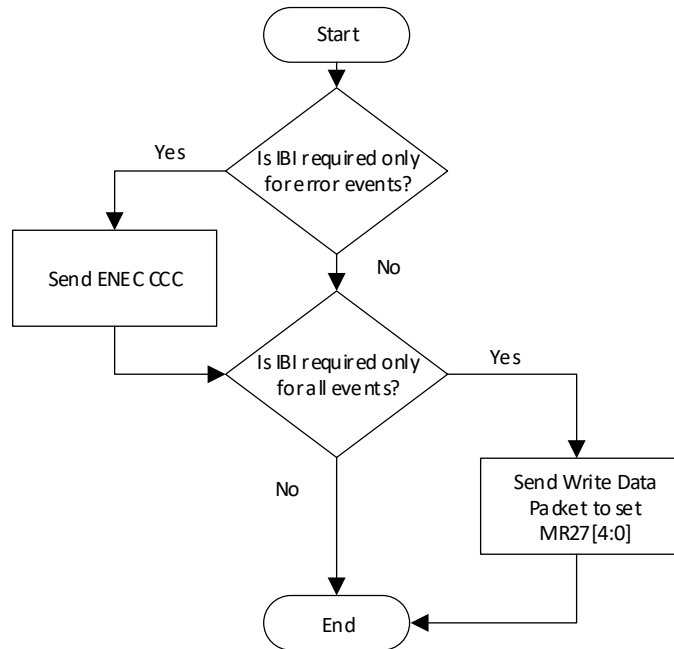 Start
Is IBI required only
for error events?
Yes
Send ENEC CCC
No
Is IBI required only
for all events?
Yes
No
Send Write Data
Packet to set
MR27[4:0]
End